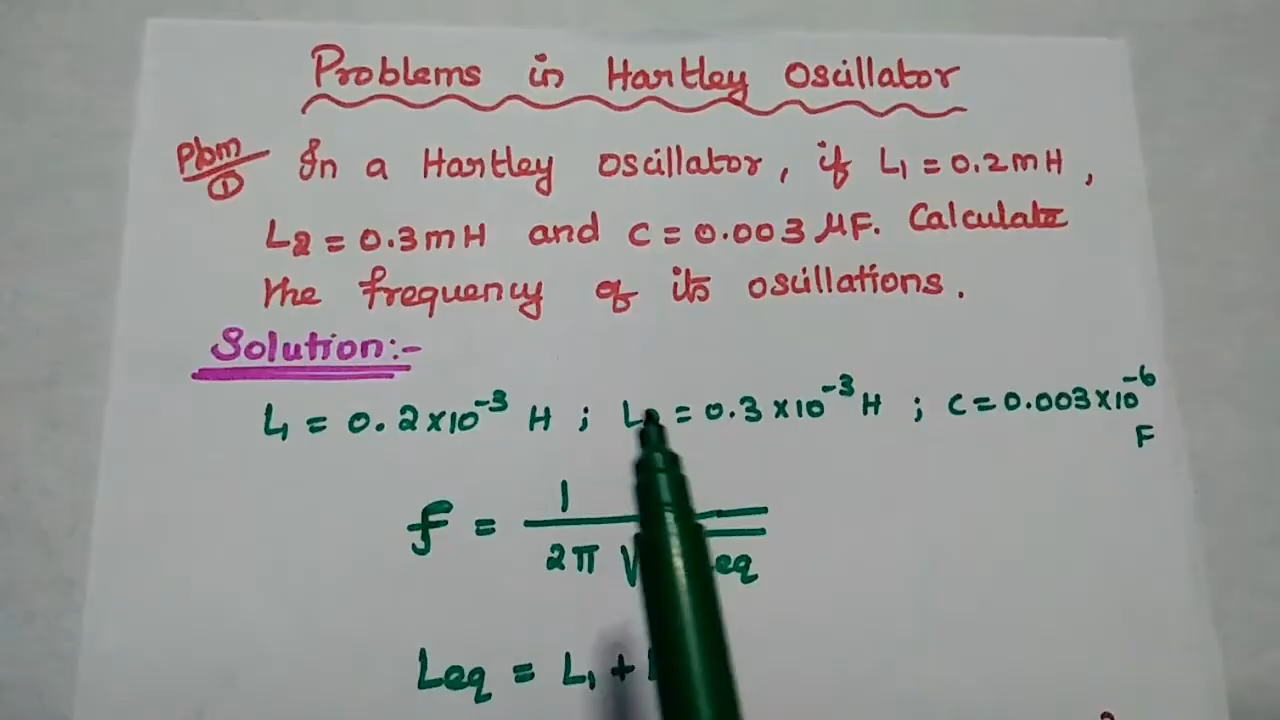 Problems in Hartley Oscillator
Pbm ① In a Hartley Oscillator, if L₁ = 0.2mH,
L₂ = 0.3mH and C = 0.003 μF. Calculate
the frequency of its oscillations.
Solution:-
L₁ = 0.2×10⁻³ H ; L = 0.3×10⁻³ H ; C = 0.003×10⁻⁶
F
f = 1
2π √ eq
Leq = L₁ +